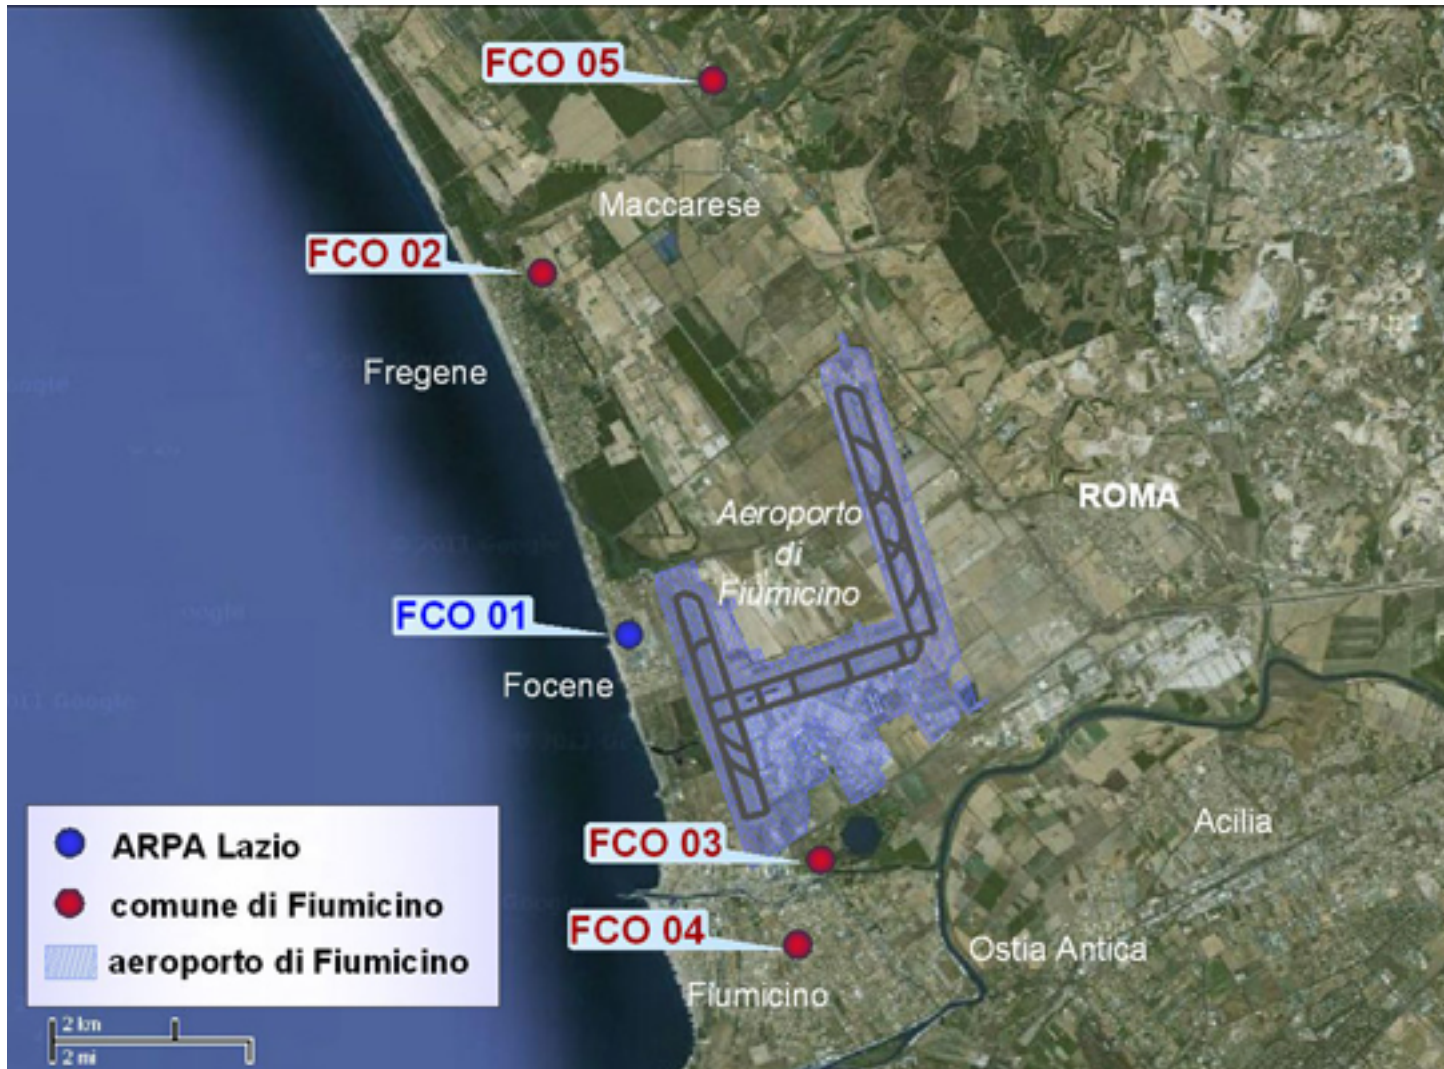 FCO 05
Maccarese
FCO 02
Fregene
ROMA
Aeroporto
di
Fiumicino
FCO 01
Focene
Acilia
FCO 03
FCO 04
Ostia Antica
Fiumicino
ARPA Lazio
comune di Fiumicino
aeroporto di Fiumicino
2 km
2 mi